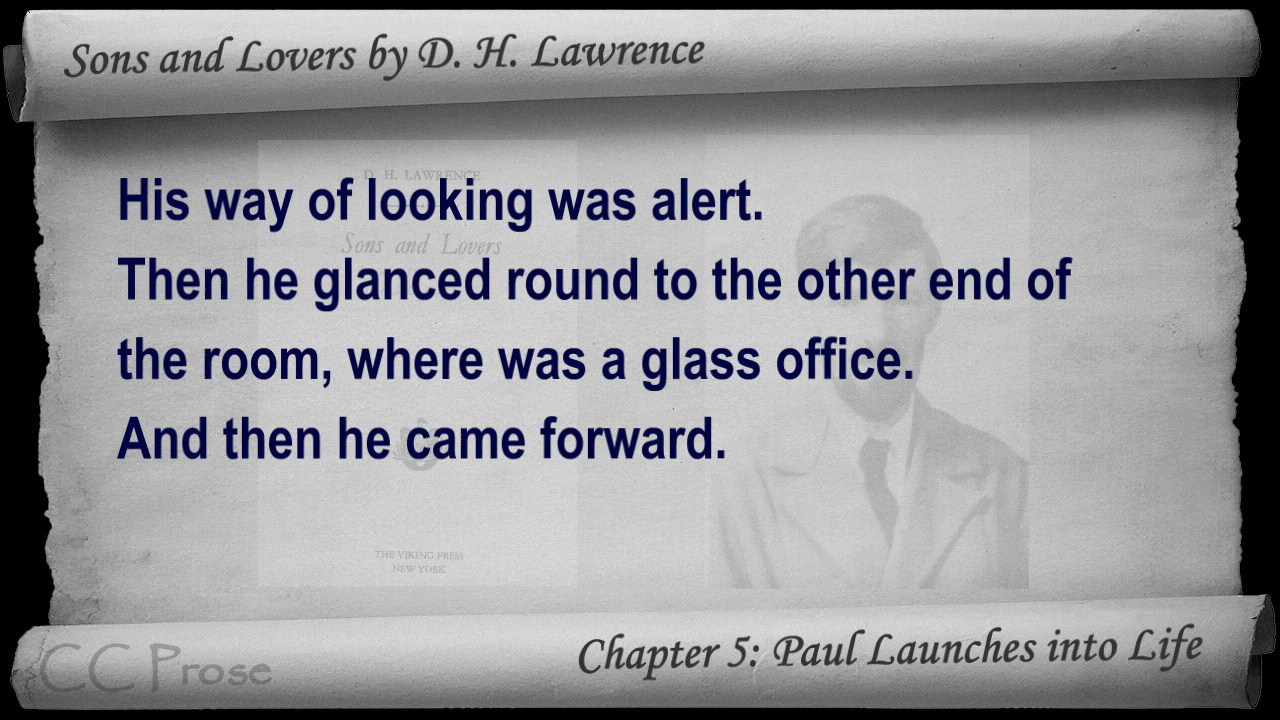 Sons and Lovers by D. H. Lawrence
D. H. LAWRENCE
His way of looking was alert.
Sons and Lovers
Then he glanced round to the other end of
the room, where was a glass office.
And then he came forward.
THE VIKING PRESS
NEW YORK
CC Prose
Chapter 5: Paul Launches into Life